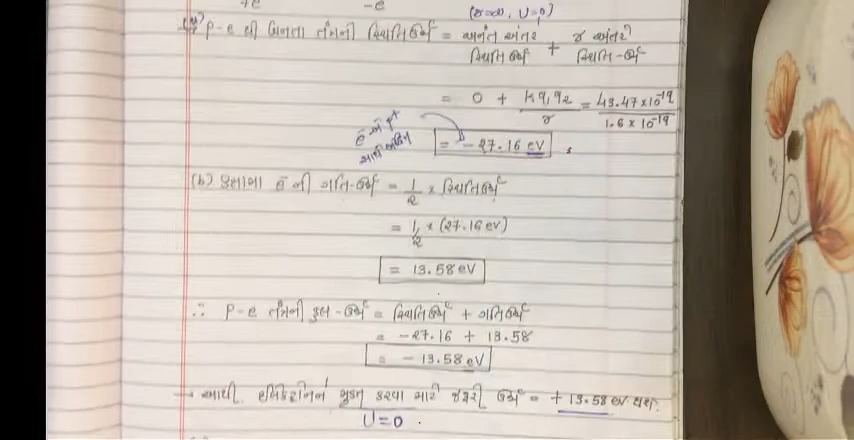 +e -e
(r=∞, U=0)
(a) P-e થી બનતા તંત્રની સ્થિતિઊર્જા = અનંત અંતરે સ્થિતિઊર્જા + r અંતરે સ્થિતિ-ઊર્જા
= 0 + kq₁q₂/r = 43.47×10⁻¹⁹/1.6×10⁻¹⁹
= -27.16 eV
(b) કક્ષામાં e ની ગતિ-ઊર્જા = 1/2 × સ્થિતિઊર્જા
= 1/2 × (27.16 eV)
= 13.58 eV
∴ P-e તંત્રની કુલ-ઊર્જા = સ્થિતિઊર્જા + ગતિઊર્જા
= -27.16 + 13.58
= - 13.58 eV
→ આથી ઈલેક્ટ્રોનને મુક્ત કરવા માટે જરૂરી ઊર્જા = + 13.58 eV થશે.
U=0